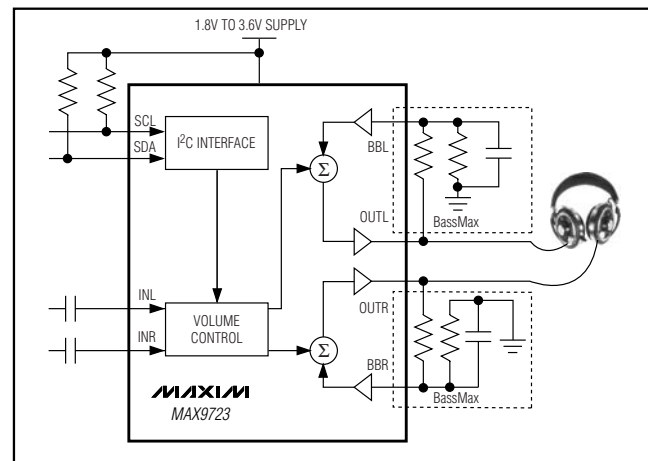 1.8V TO 3.6V SUPPLY
SCL
SDA
I²C INTERFACE
BBL
Σ
OUTL
BassMax
INL
INR
VOLUME
CONTROL
OUTR
Σ
BBR
BassMax
MAXIM
MAX9723